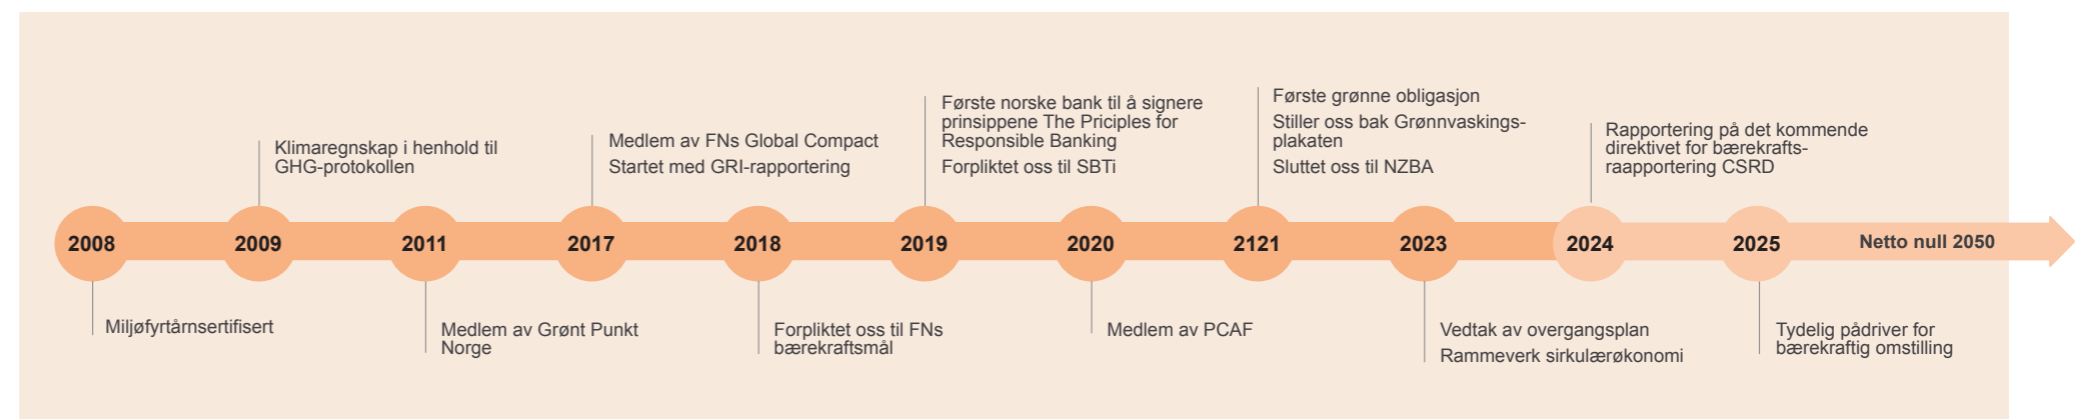 Første norske bank til å signere
prinsippene The Priciples for
Responsible Banking
Forpliktet oss til SBTi
Første grønne obligasjon
Stiller oss bak Grønnvaskings-
plakaten
Sluttet oss til NZBA
Klimaregnskap i henhold til
GHG-protokollen
Medlem av FNs Global Compact
Startet med GRI-rapportering
Rapportering på det kommende
direktivet for bærekrafts-
raapportering CSRD
2008 2009 2011 2017 2018 2019 2020 2121 2023 2024 2025 Netto null 2050
Miljøfyrtårnsertifisert
Medlem av Grønt Punkt
Norge
Forpliktet oss til FNs
bærekraftsmål
Medlem av PCAF
Vedtak av overgangsplan
Rammeverk sirkulærøkonomi
Tydelig pådriver for
bærekraftig omstilling